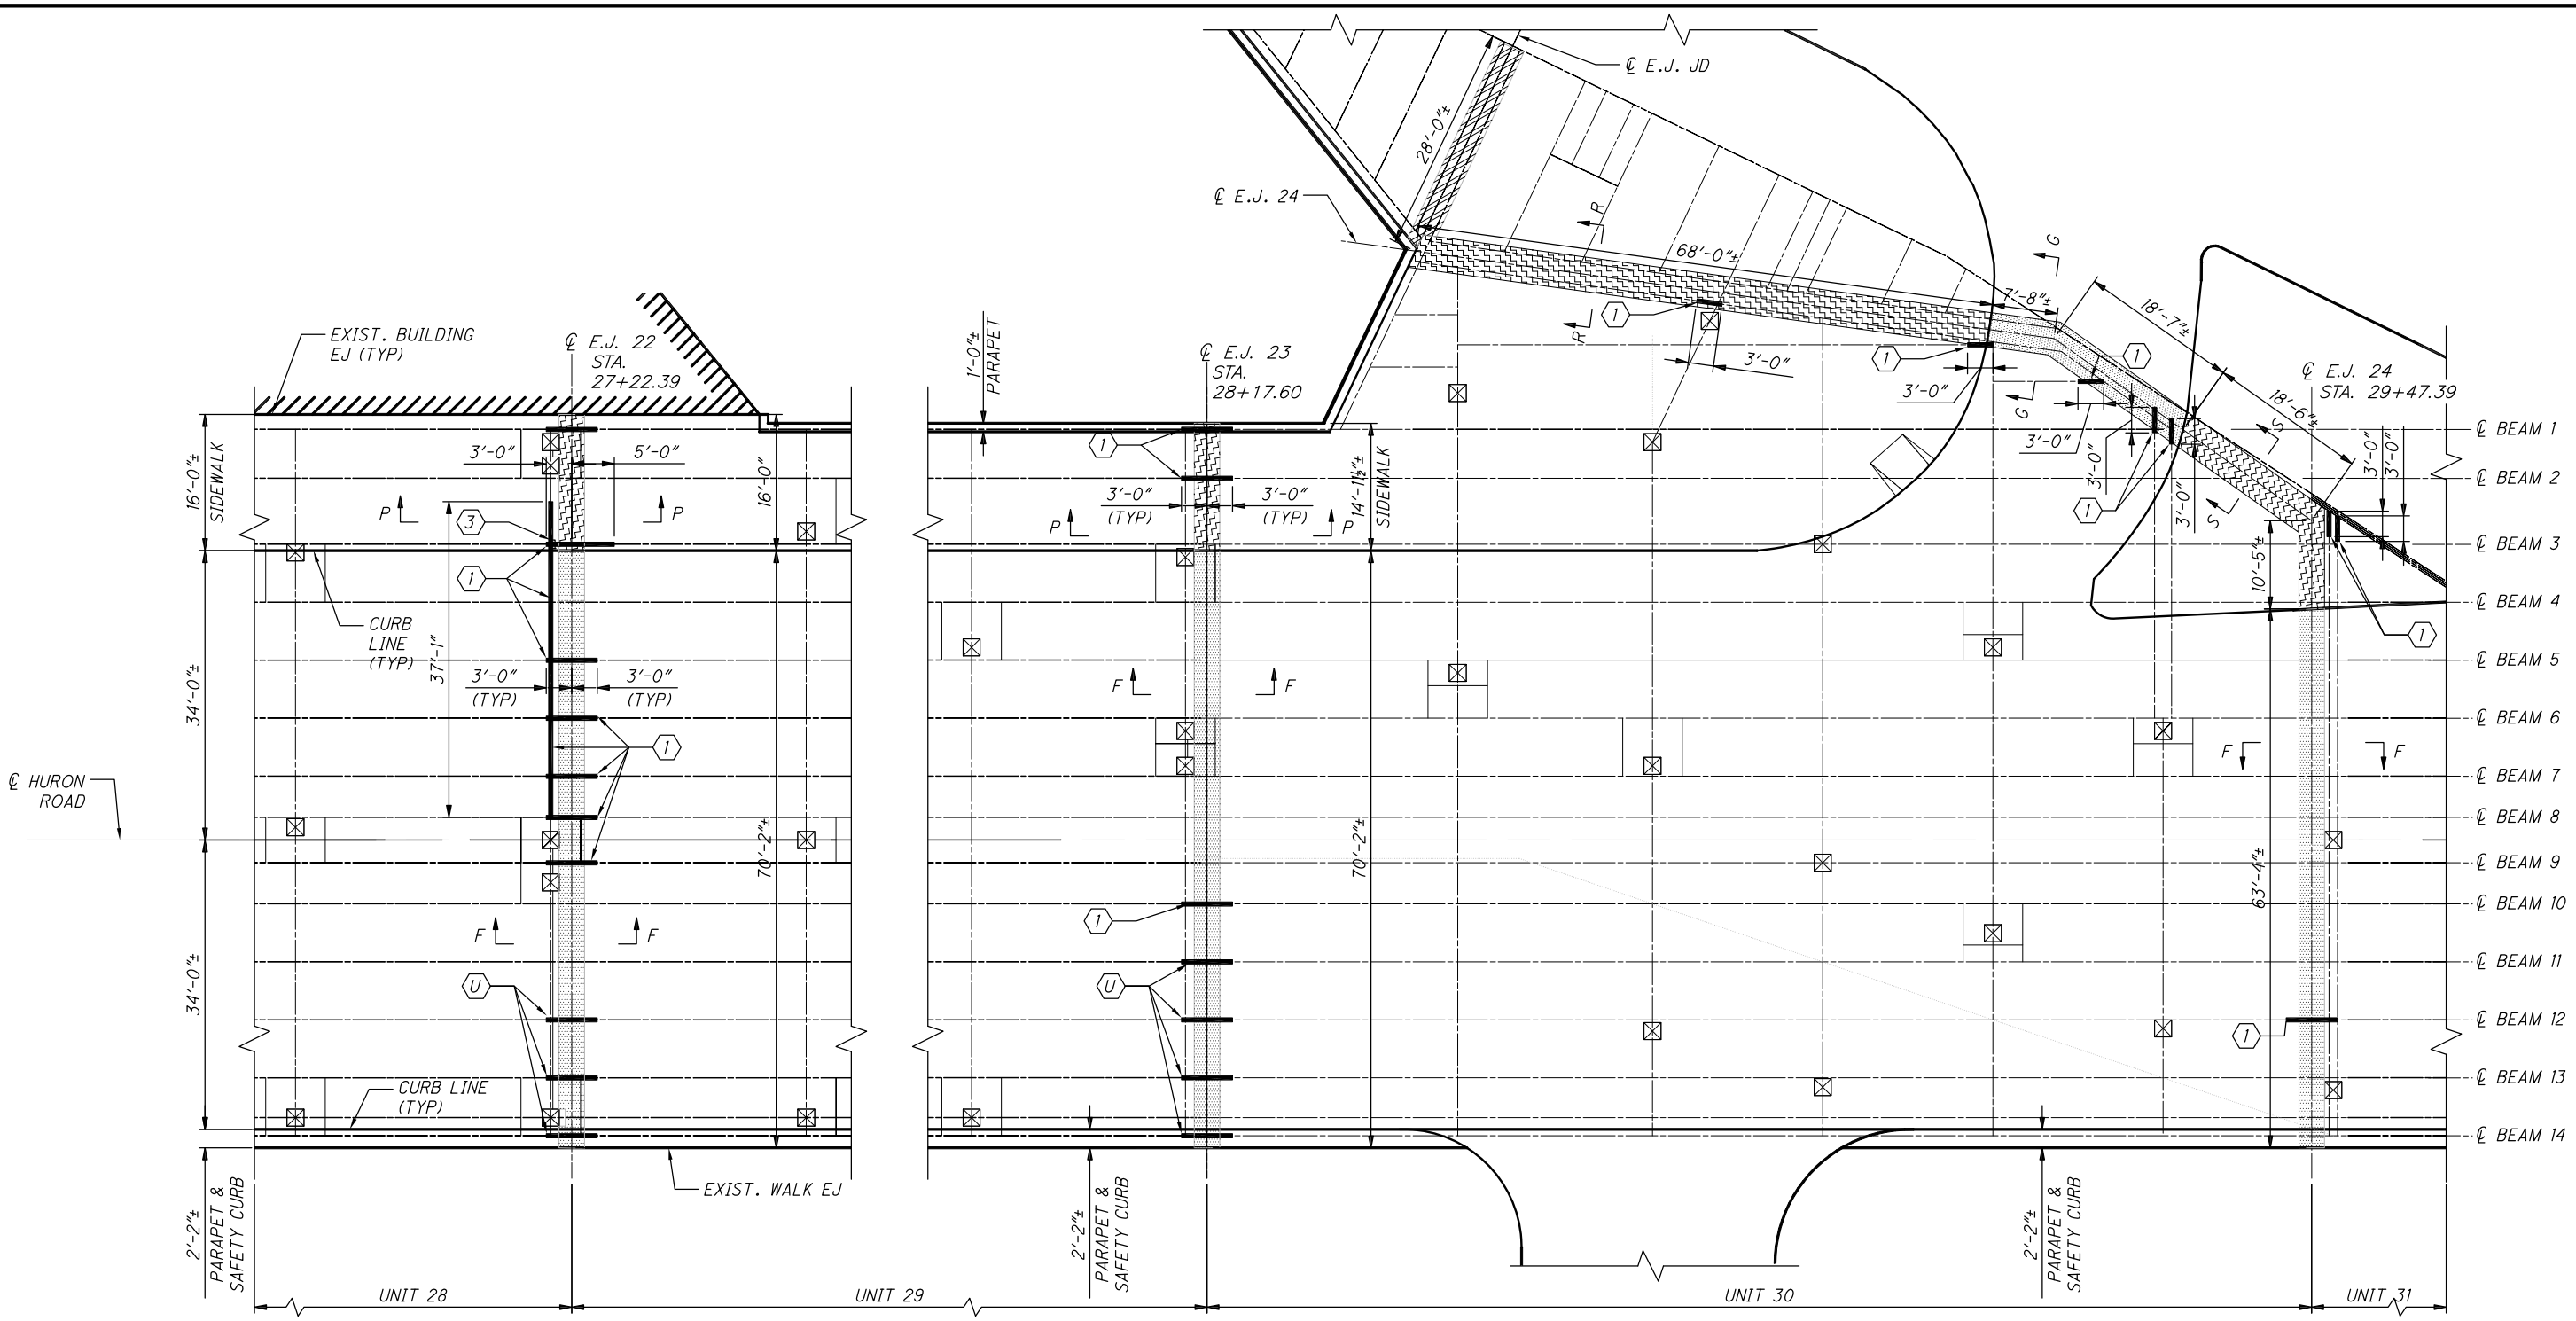 ℄ E.J. JD
28'-0"±
℄ E.J. 24
R
68'-0"±
G
7'-8"±
18'-7"±
EXIST. BUILDING
EJ (TYP)
℄ E.J. 22
STA.
27+22.39
1'-0"±
PARAPET
℄ E.J. 23
STA.
28+17.60
1
R
3'-0"
1
3'-0"
1
G
3'-0"
18'-6"±
℄ E.J. 24
STA. 29+47.39
S
3'-0"
3'-0"
16'-0"±
SIDEWALK
3'-0"
5'-0"
16'-0"
1
3'-0"
(TYP)
3'-0"
(TYP)
14'-1½"±
SIDEWALK
3'-0"
3'-0"
1
S
℄ BEAM 1
℄ BEAM 2
P
P
P
P
3
℄ BEAM 3
1
10'-5"±
℄ BEAM 4
CURB
LINE
(TYP)
37'-1"
1
℄ BEAM 5
34'-0"±
3'-0"
(TYP)
3'-0"
(TYP)
F
F
℄ BEAM 6
1
F
F
℄ HURON
ROAD
℄ BEAM 7
℄ BEAM 8
70'-2"±
70'-2"±
℄ BEAM 9
63'-4"±
1
℄ BEAM 10
F
F
℄ BEAM 11
34'-0"±
U
U
℄ BEAM 12
1
CURB LINE
(TYP)
℄ BEAM 13
℄ BEAM 14
EXIST. WALK EJ
2'-2"±
PARAPET &
SAFETY CURB
2'-2"±
PARAPET &
SAFETY CURB
2'-2"±
PARAPET &
SAFETY CURB
UNIT 28
UNIT 29
UNIT 30
UNIT 31